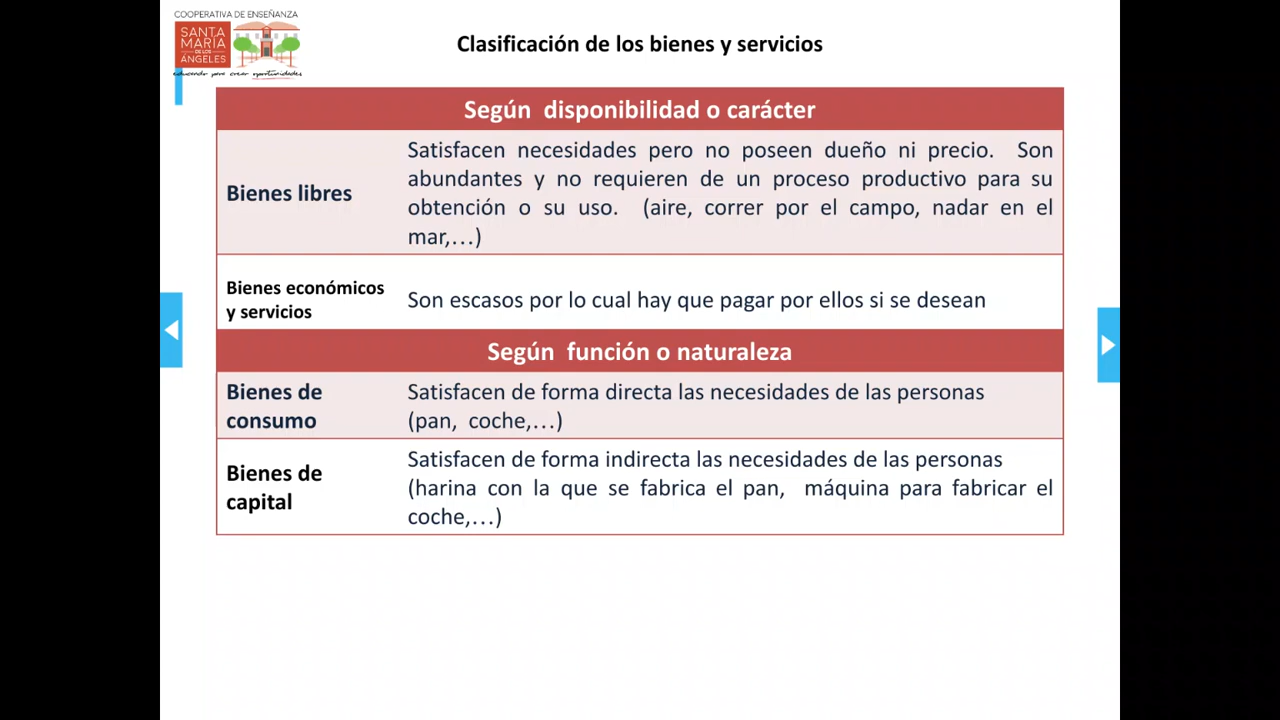 COOPERATIVA DE ENSEÑANZA
SANTA
MARÍA
DE LOS
ÁNGELES
educando para crear oportunidades
Clasificación de los bienes y servicios
Según disponibilidad o carácter
Bienes libres
Satisfacen necesidades pero no poseen dueño ni precio. Son
abundantes y no requieren de un proceso productivo para su
obtención o su uso. (aire, correr por el campo, nadar en el
mar,…)
Bienes económicos
y servicios
Son escasos por lo cual hay que pagar por ellos si se desean
Según función o naturaleza
Bienes de
consumo
Satisfacen de forma directa las necesidades de las personas
(pan, coche,…)
Bienes de
capital
Satisfacen de forma indirecta las necesidades de las personas
(harina con la que se fabrica el pan, máquina para fabricar el
coche,…)